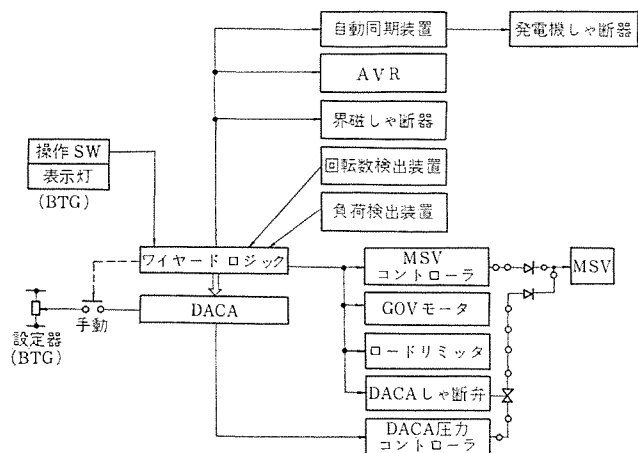 自動同期装置
発電機しゃ断器
AVR
界磁しゃ断器
操作 SW
表示灯
(BTG)
回転数検出装置
負荷検出装置
ワイヤード ロジック
MSV
コントローラ
MSV
DACA
手動
設定器
(BTG)
GOVモータ
ロードリミッタ
DACAしゃ断弁
DACA圧力
コントローラ